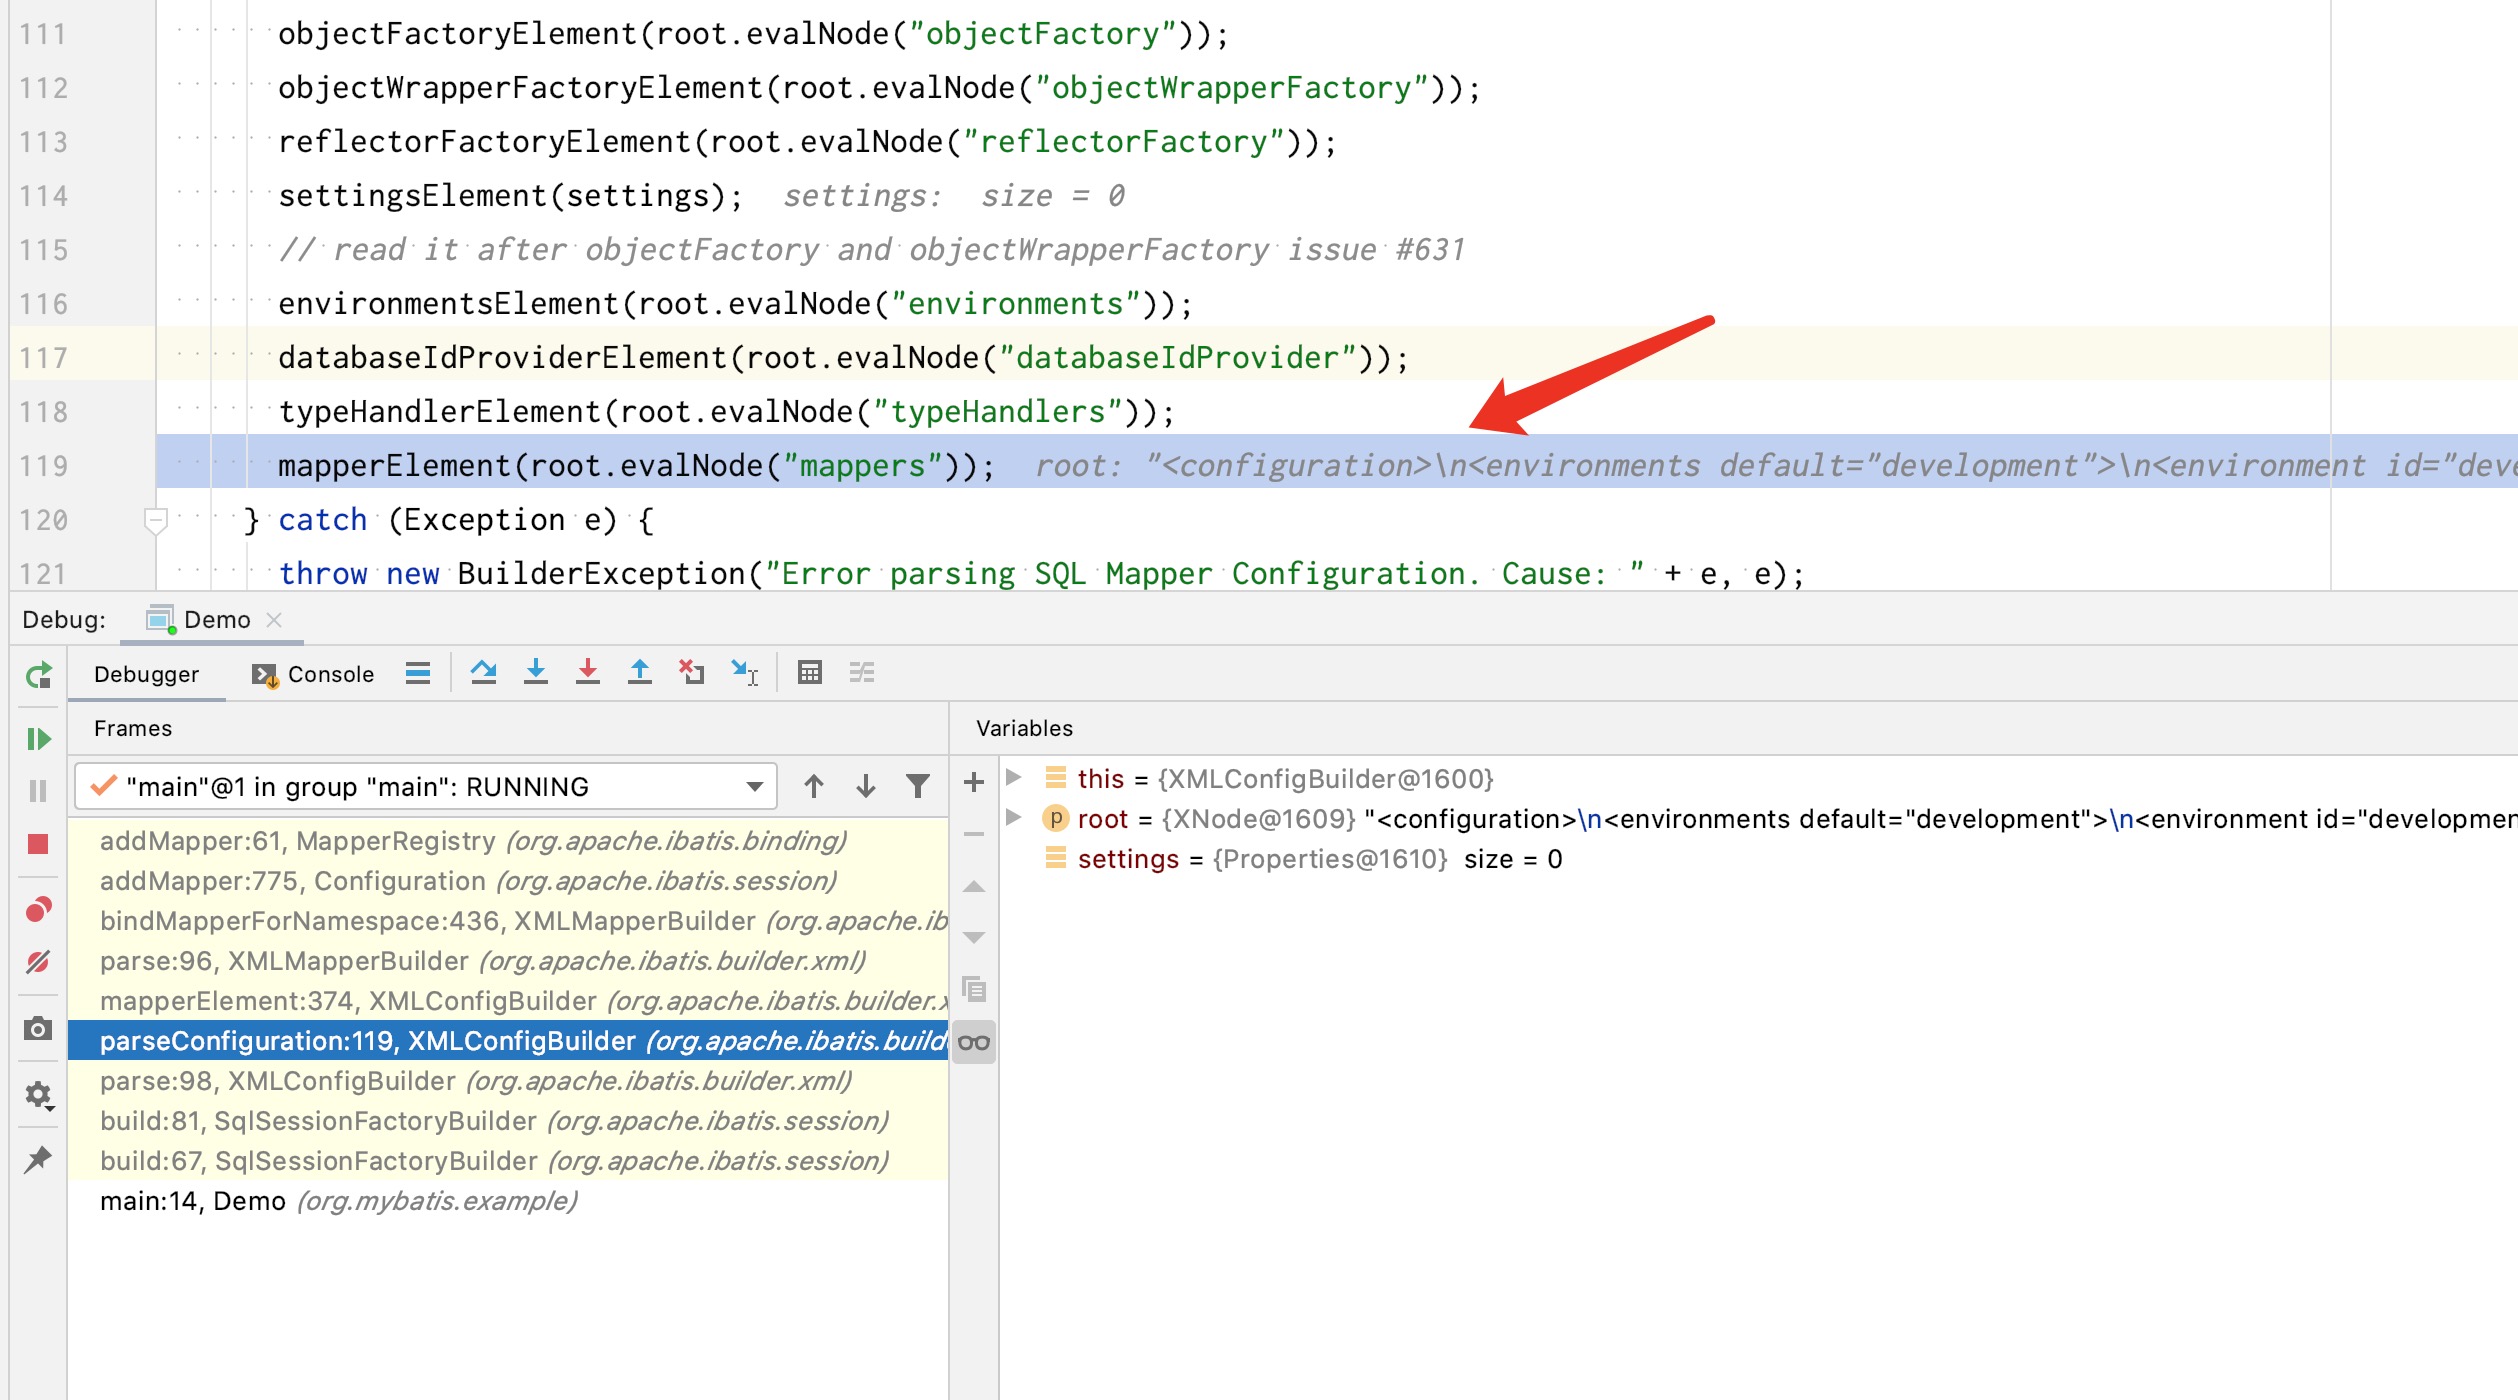 111 objectFactoryElement(root.evalNode("objectFactory"));
112 objectWrapperFactoryElement(root.evalNode("objectWrapperFactory"));
113 reflectorFactoryElement(root.evalNode("reflectorFactory"));
114 settingsElement(settings); settings: size = 0
115 // read it after objectFactory and objectWrapperFactory issue #631
116 environmentsElement(root.evalNode("environments"));
117 databaseIdProviderElement(root.evalNode("databaseIdProvider"));
118 typeHandlerElement(root.evalNode("typeHandlers"));
119 mapperElement(root.evalNode("mappers")); root: "<configuration>\n<environments default="development">\n<environment id="deve
120 } catch (Exception e) {
121 throw new BuilderException("Error parsing SQL Mapper Configuration. Cause: " + e, e);
Debug: Demo
Debugger Console
Frames
"main"@1 in group "main": RUNNING
addMapper:61, MapperRegistry (org.apache.ibatis.binding)
addMapper:775, Configuration (org.apache.ibatis.session)
bindMapperForNamespace:436, XMLMapperBuilder (org.apache.ib
parse:96, XMLMapperBuilder (org.apache.ibatis.builder.xml)
mapperElement:374, XMLConfigBuilder (org.apache.ibatis.builder.x
parseConfiguration:119, XMLConfigBuilder (org.apache.ibatis.build
parse:98, XMLConfigBuilder (org.apache.ibatis.builder.xml)
build:81, SqlSessionFactoryBuilder (org.apache.ibatis.session)
build:67, SqlSessionFactoryBuilder (org.apache.ibatis.session)
main:14, Demo (org.mybatis.example)
Variables
this = {XMLConfigBuilder@1600}
p root = {XNode@1609} "<configuration>\n<environments default="development">\n<environment id="developmen
settings = {Properties@1610} size = 0